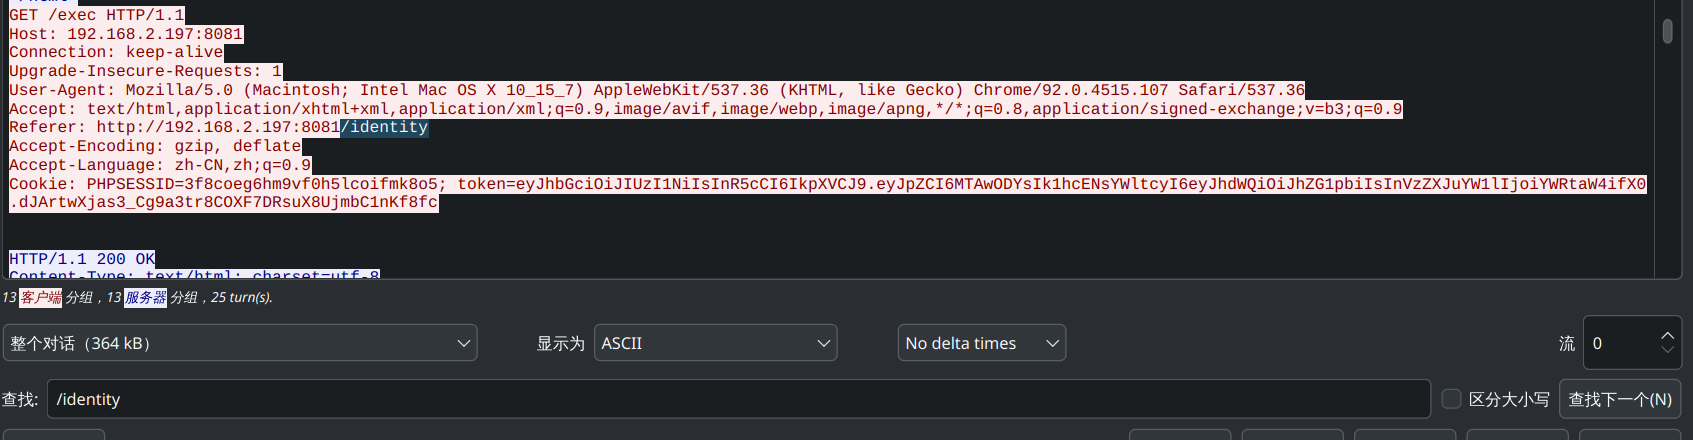 GET /exec HTTP/1.1
Host: 192.168.2.197:8081
Connection: keep-alive
Upgrade-Insecure-Requests: 1
User-Agent: Mozilla/5.0 (Macintosh; Intel Mac OS X 10_15_7) AppleWebKit/537.36 (KHTML, like Gecko) Chrome/92.0.4515.107 Safari/537.36
Accept: text/html,application/xhtml+xml,application/xml;q=0.9,image/avif,image/webp,image/apng,*/*;q=0.8,application/signed-exchange;v=b3;q=0.9
Referer: http://192.168.2.197:8081/identity
Accept-Encoding: gzip, deflate
Accept-Language: zh-CN,zh;q=0.9
Cookie: PHPSESSID=3f8coeg6hm9vf0h5lcoifmk8o5; token=eyJhbGciOiJIUzI1NiIsInR5cCI6IkpXVCJ9.eyJpZCI6MTAwODYsIk1hcENsYWltcyI6eyJhdWQiOiJhZG1pbiIsInVzZXJuYW1lIjoiYWRtaW4ifX0
.dJArtwXjas3_Cg9a3tr8COXF7DRsuX8UjmbC1nKf8fc
HTTP/1.1 200 OK
Content-Type: text/html; charset=utf-8
13 客户端 分组，13 服务器 分组，25 turn(s).
整个对话（364 kB） 显示为 ASCII No delta times 流 0
查找: /identity 区分大小写 查找下一个(N)